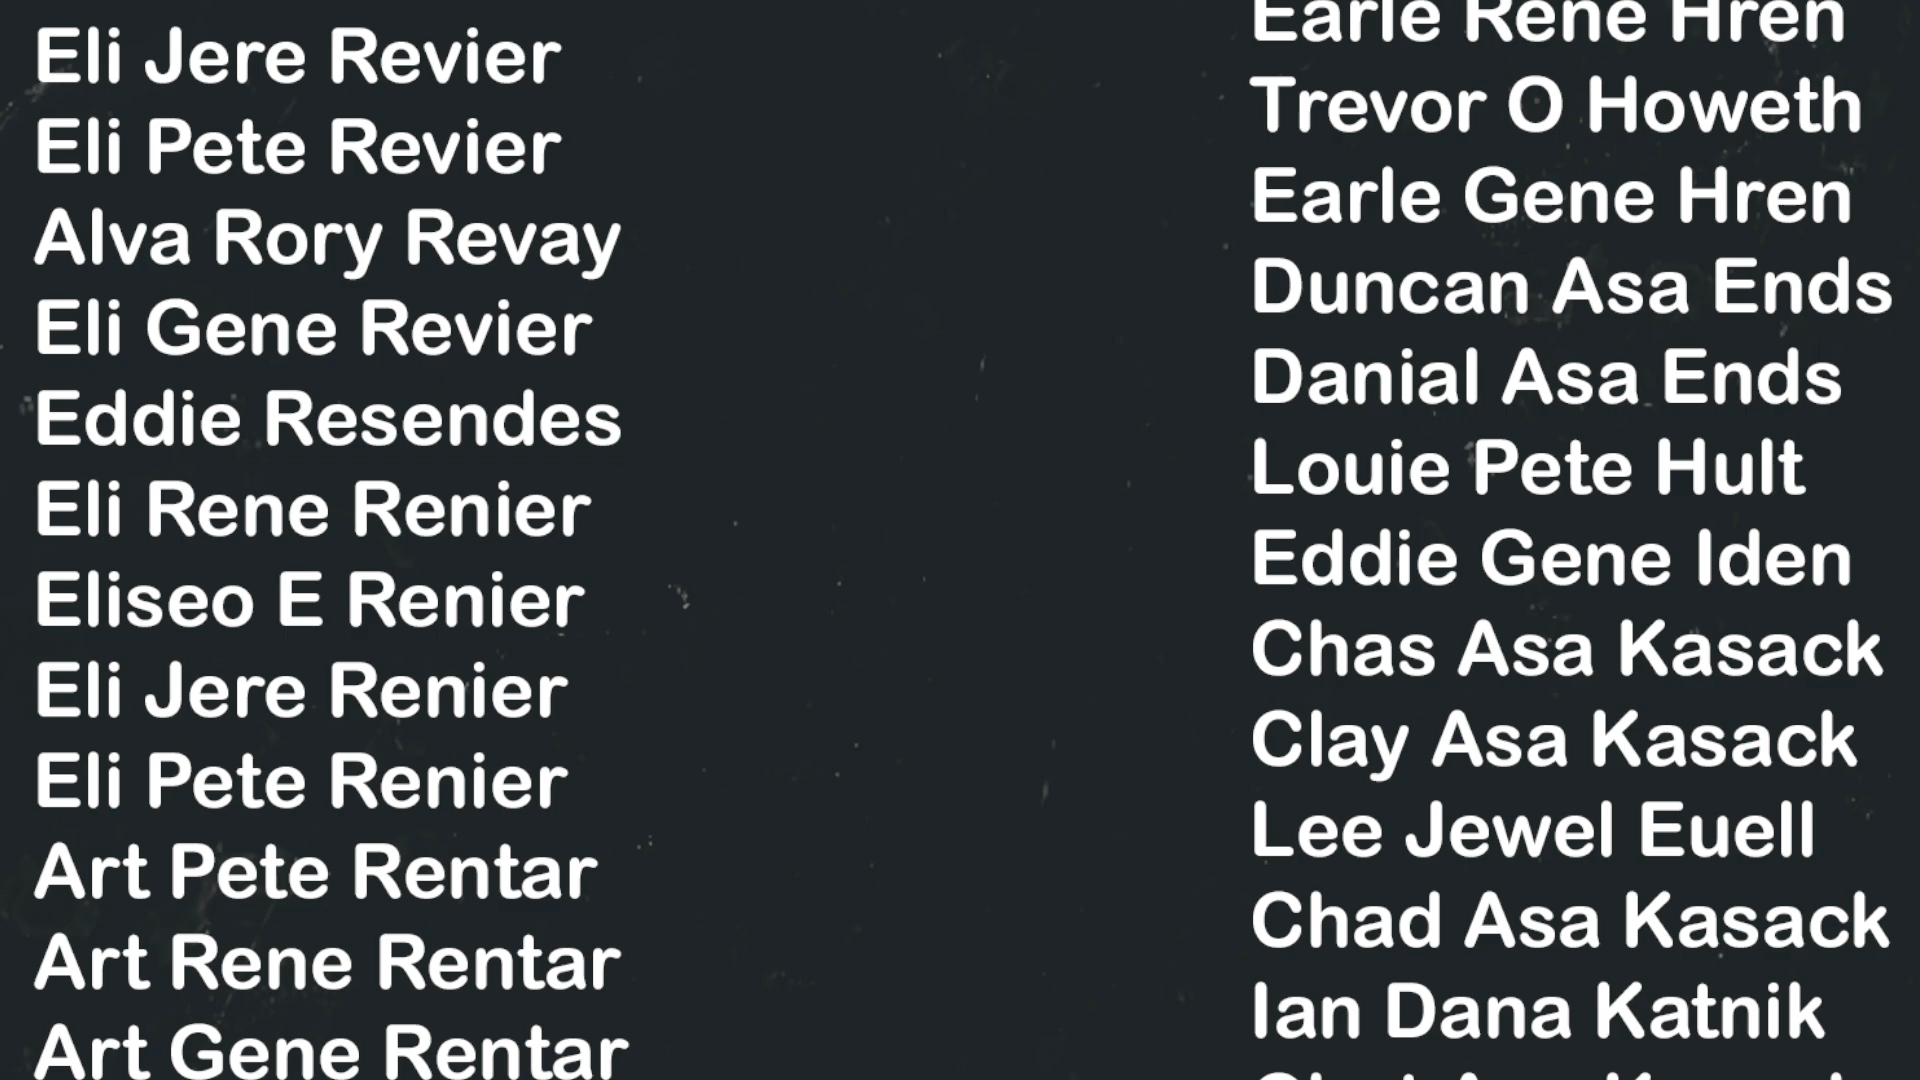 Eli Jere Revier
Eli Pete Revier
Alva Rory Revay
Eli Gene Revier
Eddie Resendes
Eli Rene Renier
Eliseo E Renier
Eli Jere Renier
Eli Pete Renier
Art Pete Rentar
Art Rene Rentar
Art Gene Rentar
Earle Rene Hren
Trevor O Howeth
Earle Gene Hren
Duncan Asa Ends
Danial Asa Ends
Louie Pete Hult
Eddie Gene Iden
Chas Asa Kasack
Clay Asa Kasack
Lee Jewel Euell
Chad Asa Kasack
Ian Dana Katnik